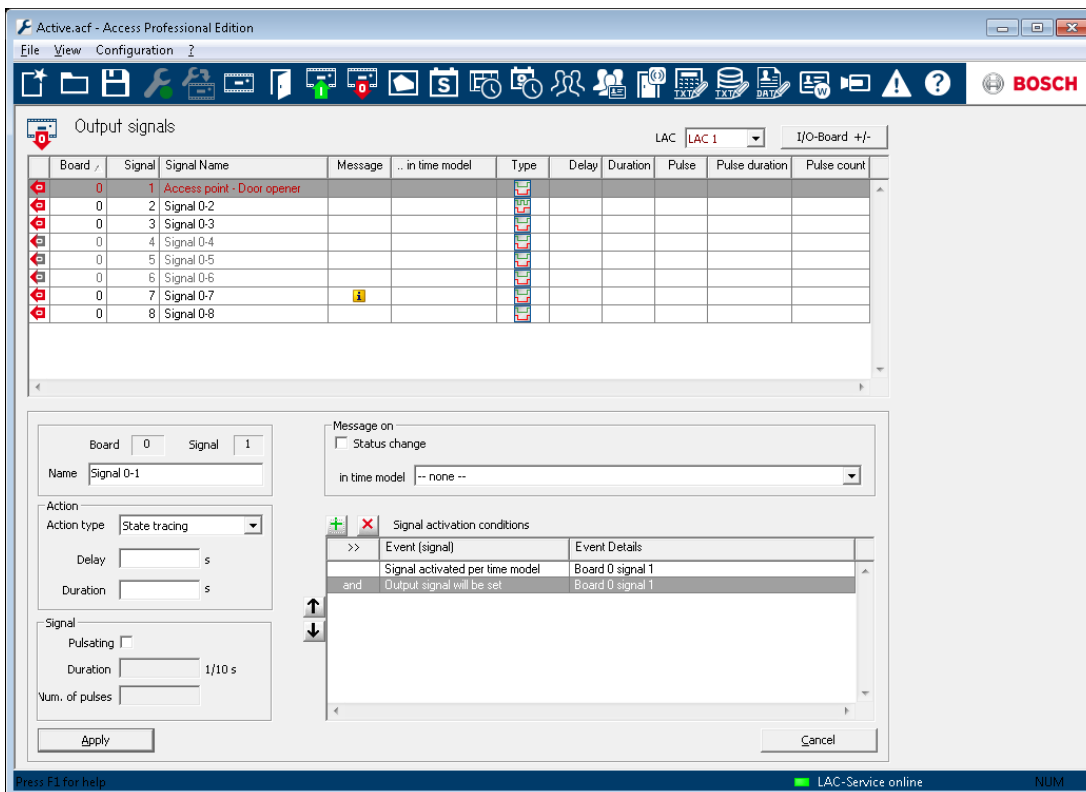 Active.acf - Access Professional Edition
File View Configuration ?
TXT TXT DATA W
BOSCH
Output signals
LAC LAC 1 I/O-Board +/-
Board / Signal Signal Name Message .. in time model Type Delay Duration Pulse Pulse duration Pulse count
0 1 Access point - Door opener
0 2 Signal 0-2
0 3 Signal 0-3
0 4 Signal 0-4
0 5 Signal 0-5
0 6 Signal 0-6
0 7 Signal 0-7 i
0 8 Signal 0-8
Board 0 Signal 1
Name Signal 0-1
Message on
Status change
in time model -- none --
Action
Action type State tracing
Delay s
Duration s
Signal
Pulsating
Duration 1/10 s
Num. of pulses
Signal activation conditions
>> Event (signal) Event Details
Signal activated per time model Board 0 signal 1
and Output signal will be set Board 0 signal 1
Apply
Cancel
Press F1 for help. LAC-Service online NUM